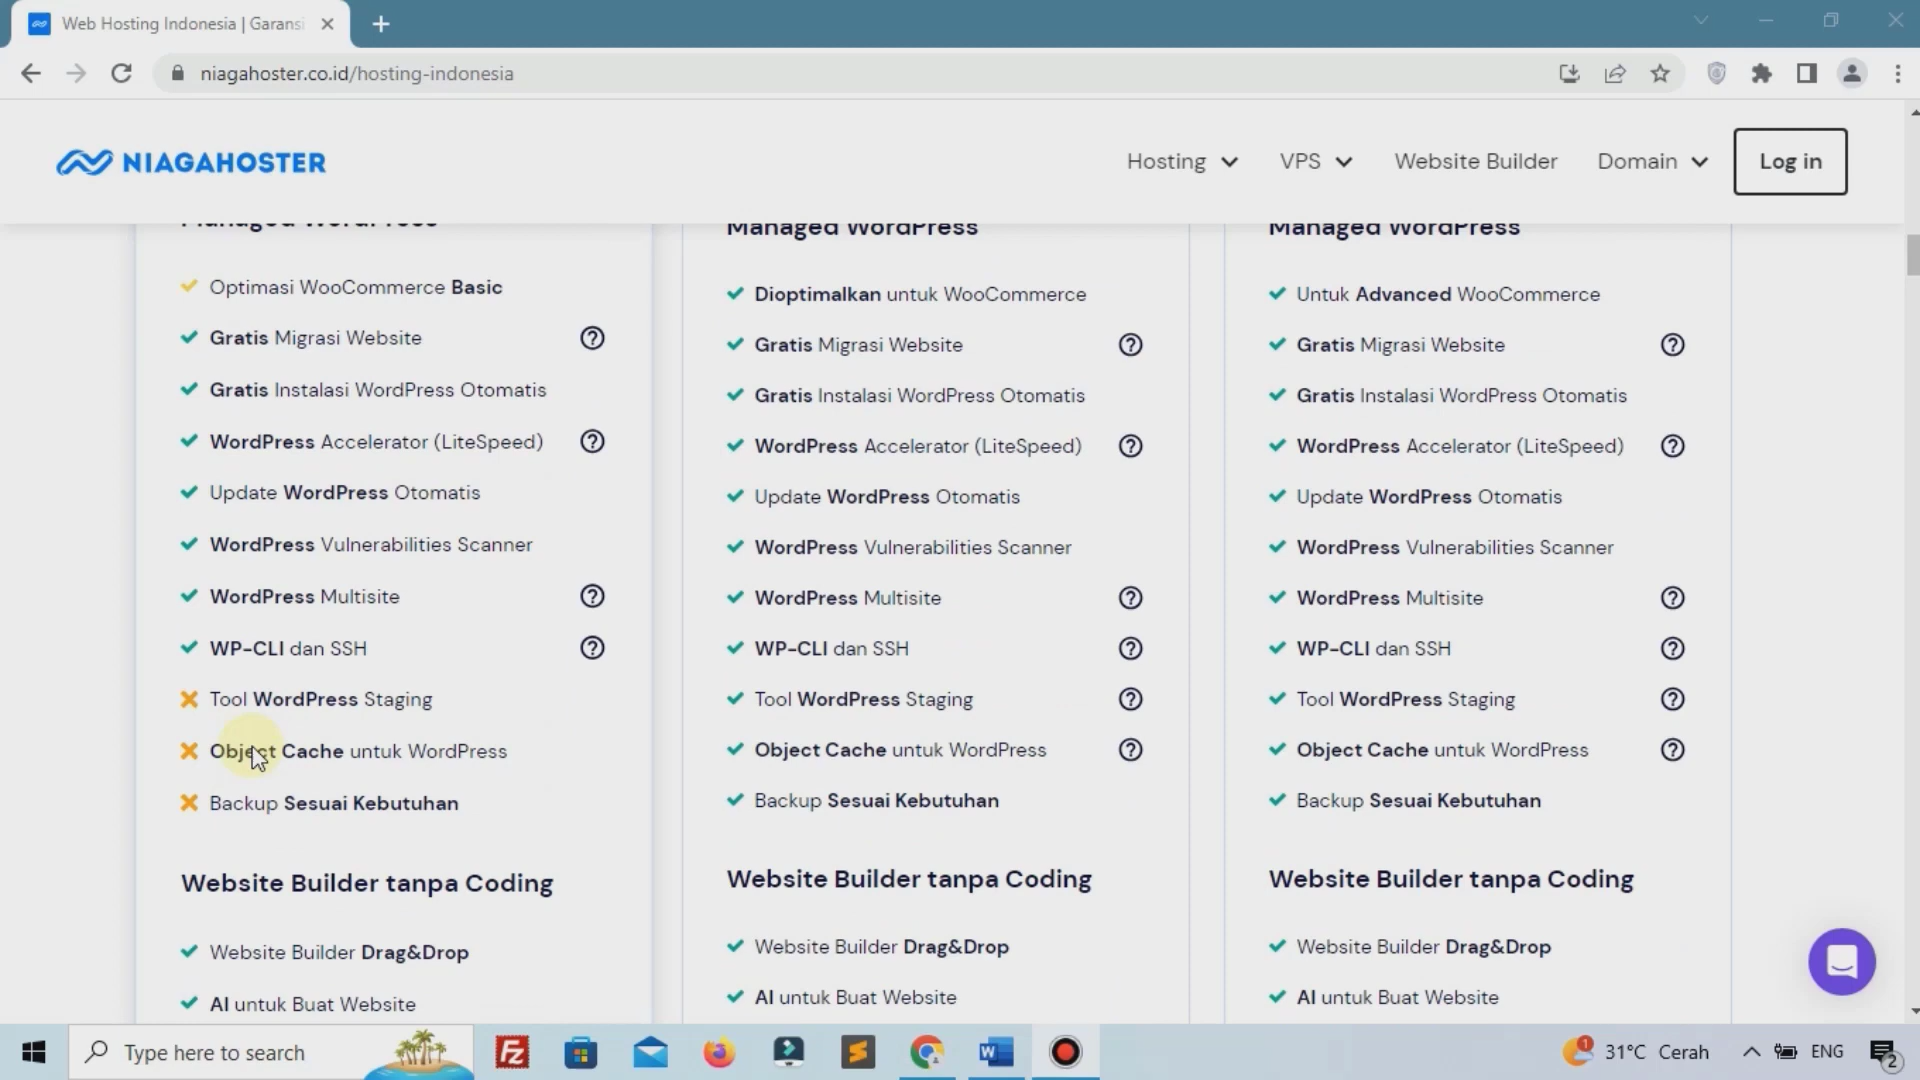 Web Hosting Indonesia | Garansi
niagahoster.co.id/hosting-indonesia
NIAGAHOSTER
Hosting
VPS
Website Builder
Domain
Log in
Managed WordPress
Optimasi WooCommerce Basic
Gratis Migrasi Website
Gratis Instalasi WordPress Otomatis
WordPress Accelerator (LiteSpeed)
Update WordPress Otomatis
WordPress Vulnerabilities Scanner
WordPress Multisite
WP-CLI dan SSH
Tool WordPress Staging
Object Cache untuk WordPress
Backup Sesuai Kebutuhan
Website Builder tanpa Coding
Website Builder Drag&Drop
AI untuk Buat Website
Managed WordPress
Dioptimalkan untuk WooCommerce
Gratis Migrasi Website
Gratis Instalasi WordPress Otomatis
WordPress Accelerator (LiteSpeed)
Update WordPress Otomatis
WordPress Vulnerabilities Scanner
WordPress Multisite
WP-CLI dan SSH
Tool WordPress Staging
Object Cache untuk WordPress
Backup Sesuai Kebutuhan
Website Builder tanpa Coding
Website Builder Drag&Drop
AI untuk Buat Website
Managed WordPress
Untuk Advanced WooCommerce
Gratis Migrasi Website
Gratis Instalasi WordPress Otomatis
WordPress Accelerator (LiteSpeed)
Update WordPress Otomatis
WordPress Vulnerabilities Scanner
WordPress Multisite
WP-CLI dan SSH
Tool WordPress Staging
Object Cache untuk WordPress
Backup Sesuai Kebutuhan
Website Builder tanpa Coding
Website Builder Drag&Drop
AI untuk Buat Website
Type here to search
Fz
S
W
1
31°C Cerah
ENG
2